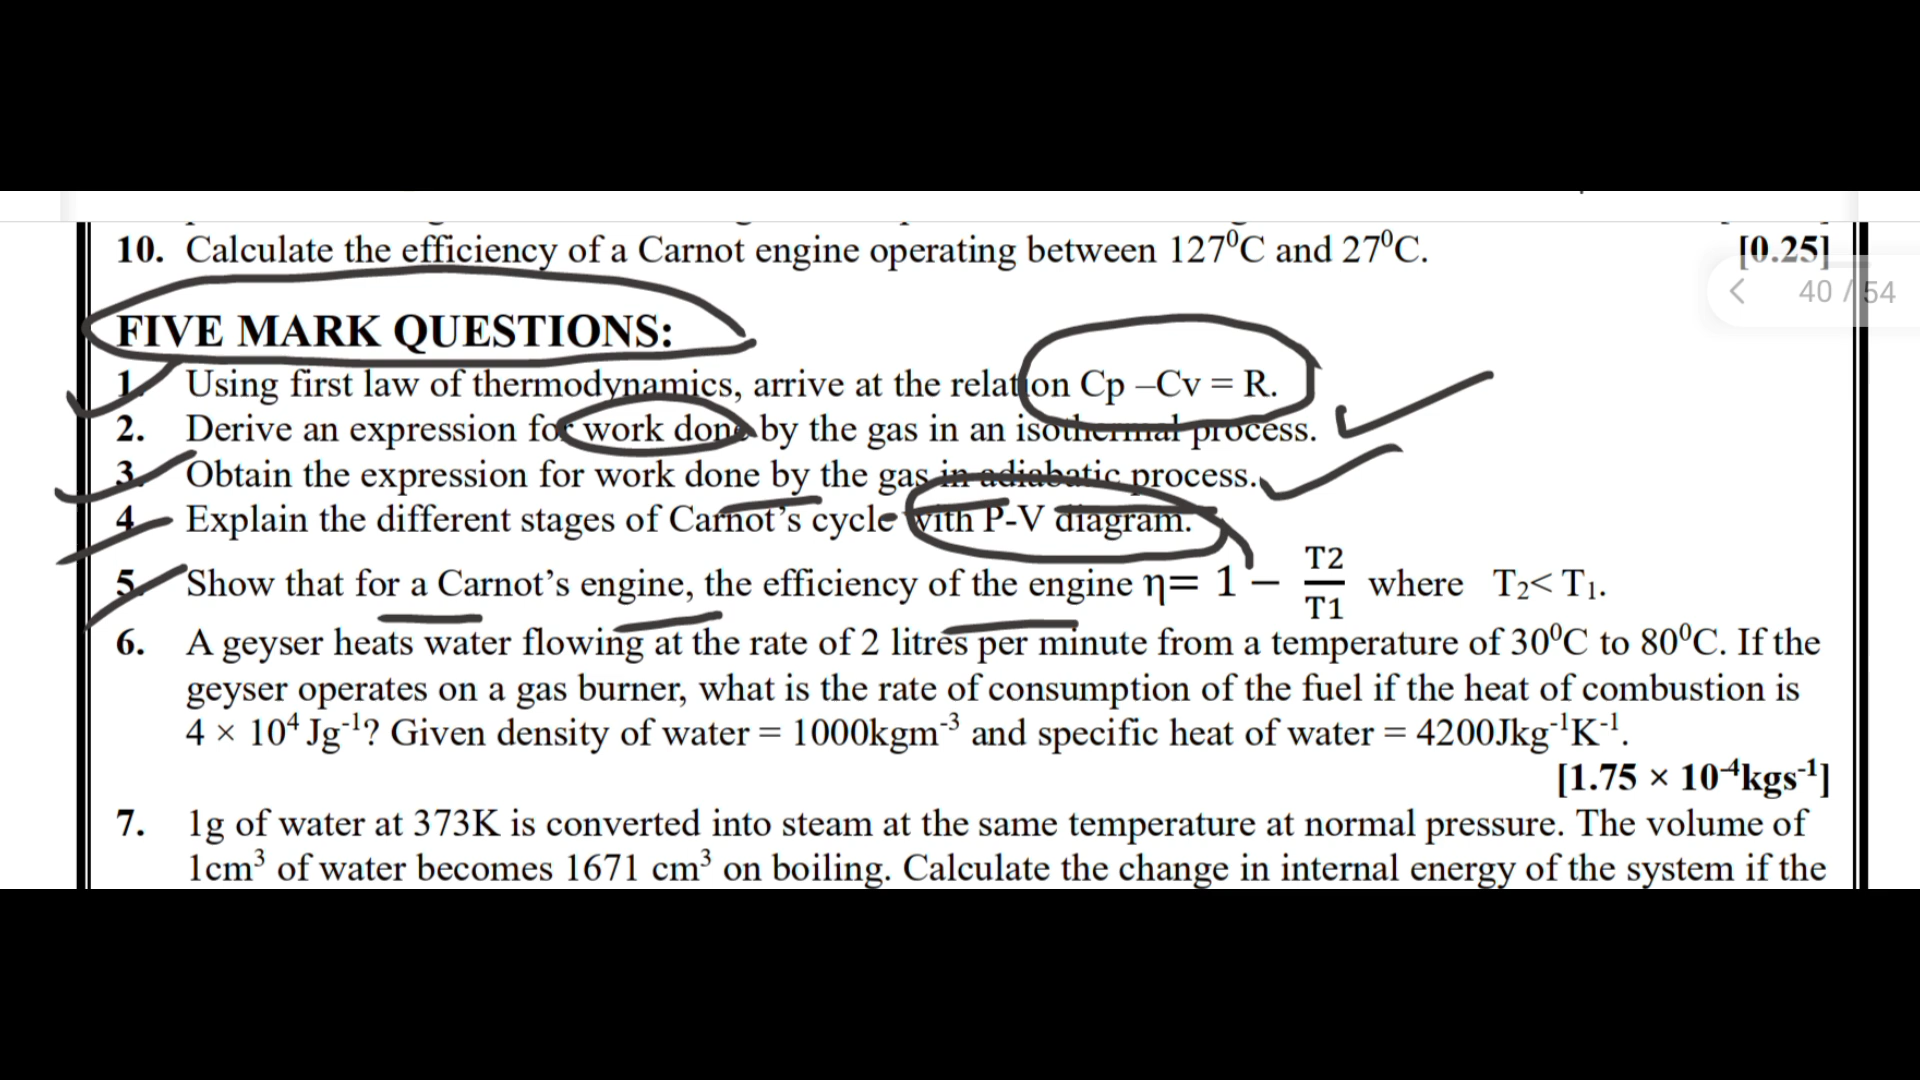 10. Calculate the efficiency of a Carnot engine operating between 127⁰C and 27⁰C. [0.25]
40 / 54
FIVE MARK QUESTIONS:
1. Using first law of thermodynamics, arrive at the relation Cp –Cv = R.
2. Derive an expression for work done by the gas in an isothermal process.
3. Obtain the expression for work done by the gas in adiabatic process.
4. Explain the different stages of Carnot’s cycle with P-V diagram.
5. Show that for a Carnot’s engine, the efficiency of the engine η= 1 − T2/T1 where T₂< T₁.
6. A geyser heats water flowing at the rate of 2 litres per minute from a temperature of 30⁰C to 80⁰C. If the
geyser operates on a gas burner, what is the rate of consumption of the fuel if the heat of combustion is
4 × 10⁴ Jg⁻¹? Given density of water = 1000kgm⁻³ and specific heat of water = 4200Jkg⁻¹K⁻¹.
[1.75 × 10⁻⁴kgs⁻¹]
7. 1g of water at 373K is converted into steam at the same temperature at normal pressure. The volume of
1cm³ of water becomes 1671 cm³ on boiling. Calculate the change in internal energy of the system if the